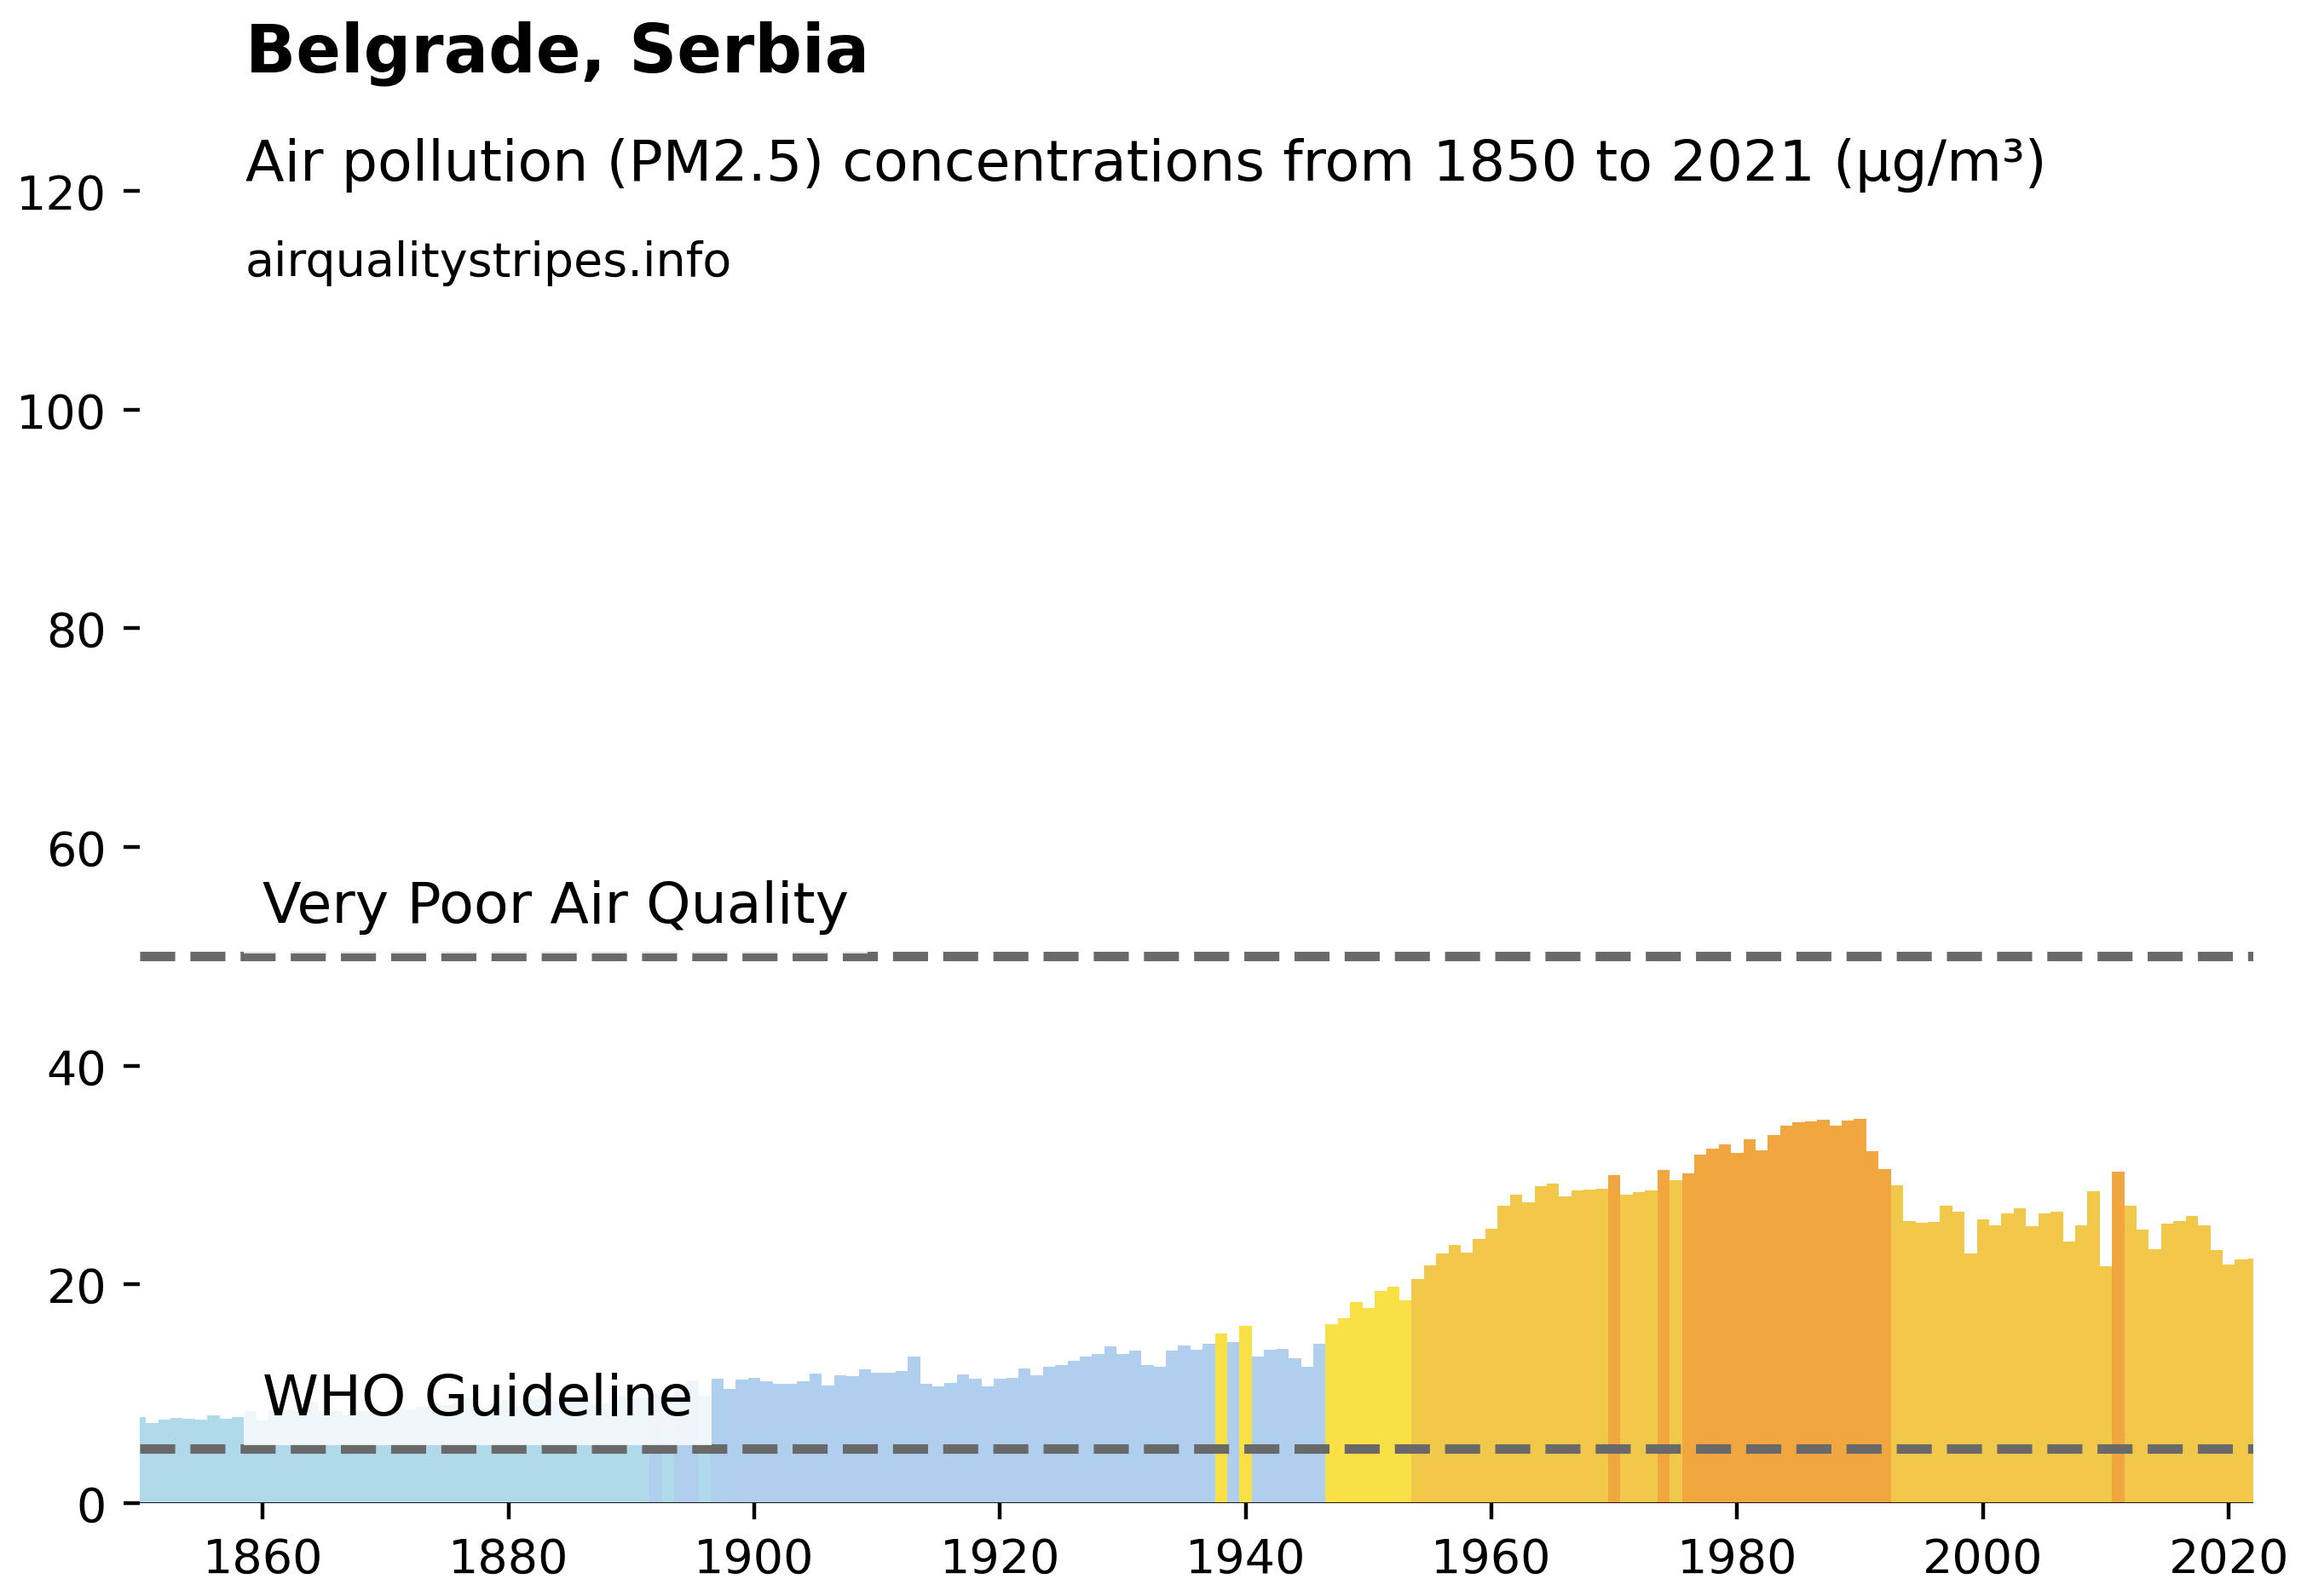 Belgrade, Serbia
Air pollution (PM2.5) concentrations from 1850 to 2021 (µg/m³)
airqualitystripes.info
120
100
80
60
Very Poor Air Quality
40
20
WHO Guideline
0
1860 1880 1900 1920 1940 1960 1980 2000 2020